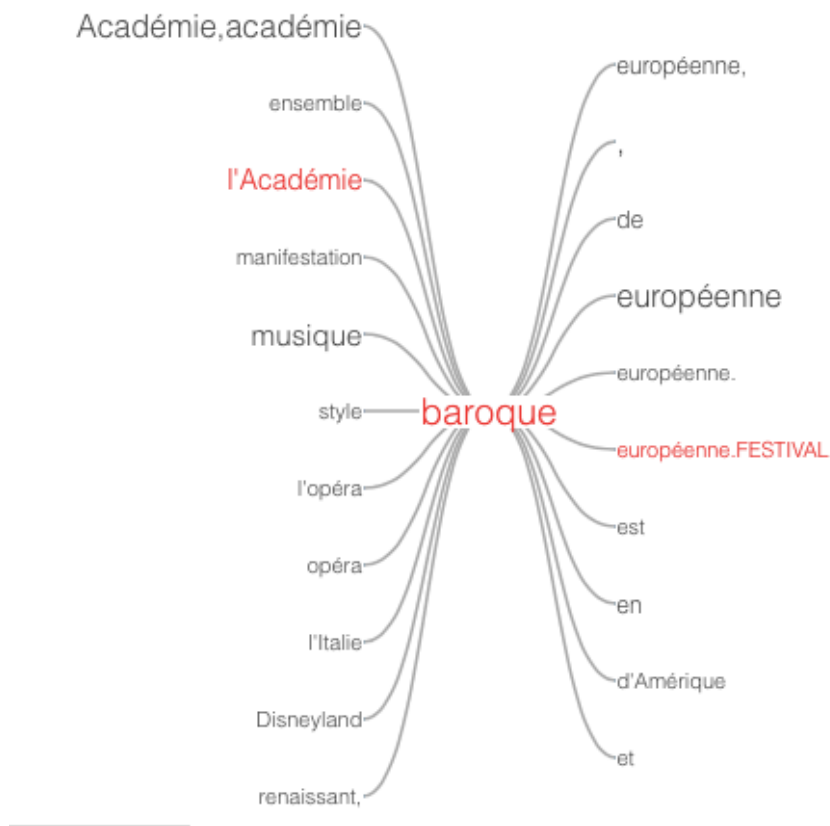 Académie,académie
ensemble
l'Académie
manifestation
musique
style
l'opéra
opéra
l'Italie
Disneyland
renaissant,
baroque
européenne,
,
de
européenne
européenne.
européenne.FESTIVAL
est
en
d'Amérique
et